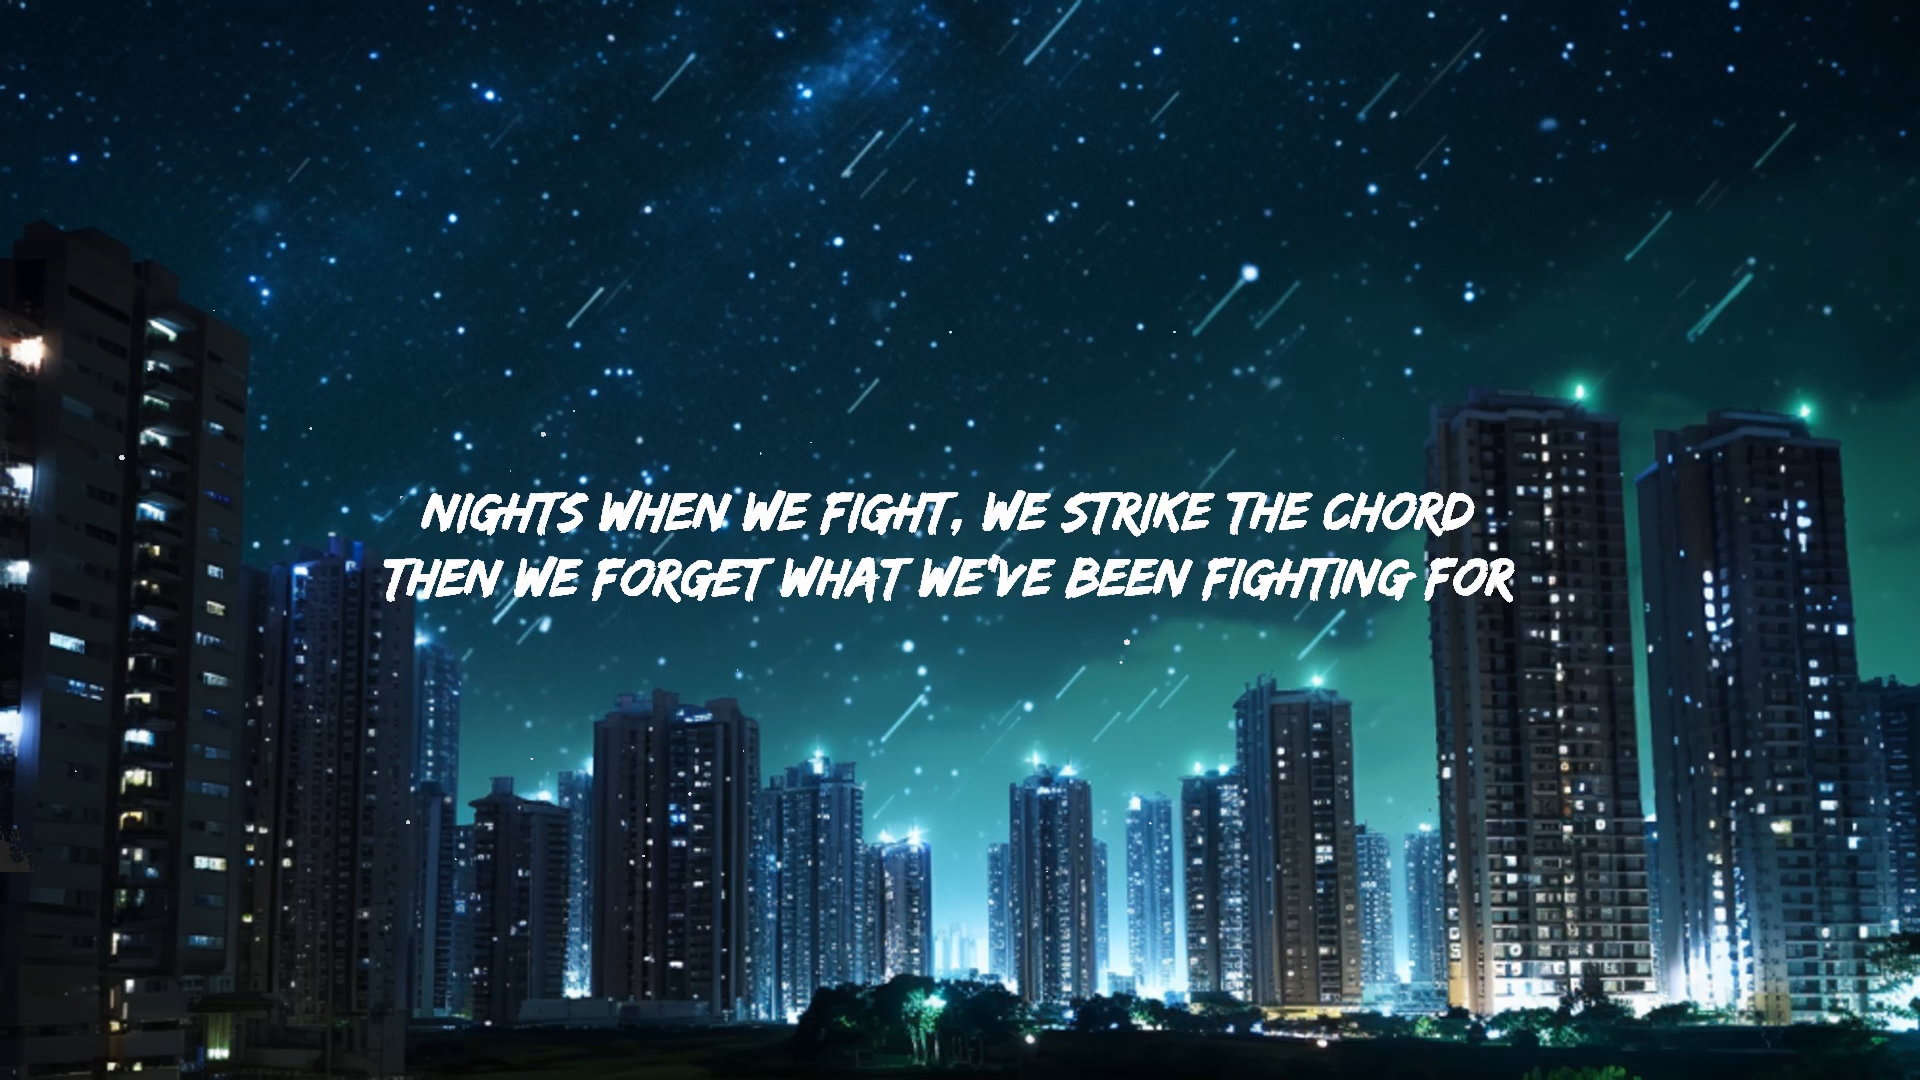 NIGHTS WHEN WE FIGHT, WE STRIKE THE CHORD
THEN WE FORGET WHAT WE'VE BEEN FIGHTING FOR